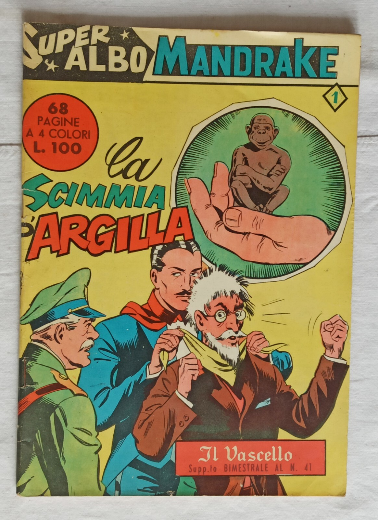 SUPER
ALBO
MANDRAKE
1
68
PAGINE
A 4 COLORI
L. 100
la
SCIMMIA
D'ARGILLA
Il Vascello
Supp.to BIMESTRALE AL N. 41